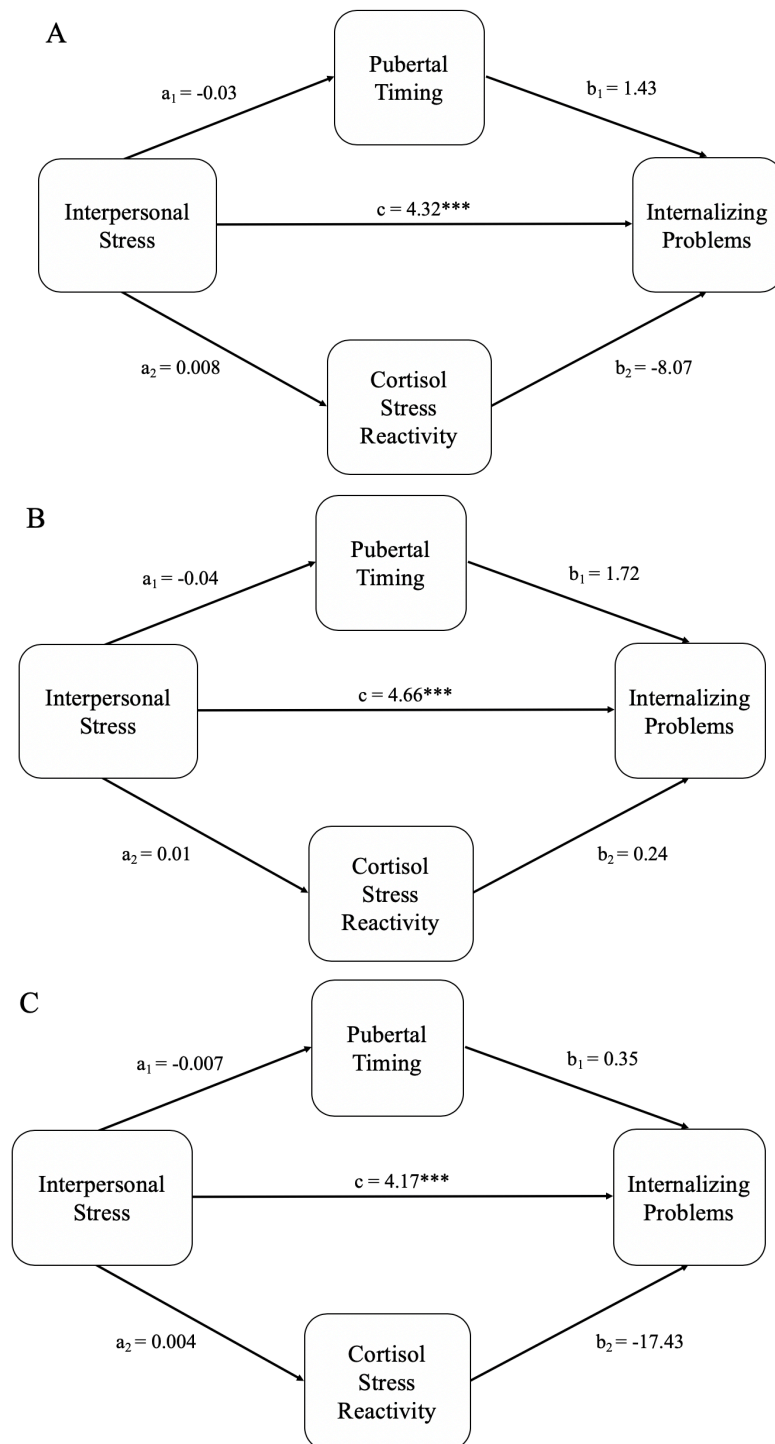 A
Pubertal
Timing
a₁ = -0.03
b₁ = 1.43
Interpersonal
Stress
c = 4.32***
Internalizing
Problems
a₂ = 0.008
Cortisol
Stress
Reactivity
b₂ = -8.07
B
Pubertal
Timing
a₁ = -0.04
b₁ = 1.72
Interpersonal
Stress
c = 4.66***
Internalizing
Problems
a₂ = 0.01
Cortisol
Stress
Reactivity
b₂ = 0.24
C
Pubertal
Timing
a₁ = -0.007
b₁ = 0.35
Interpersonal
Stress
c = 4.17***
Internalizing
Problems
a₂ = 0.004
Cortisol
Stress
Reactivity
b₂ = -17.43